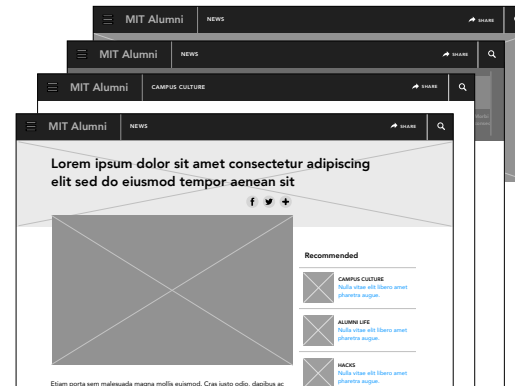 MIT Alumni NEWS SHARE
MIT Alumni NEWS SHARE
MIT Alumni CAMPUS CULTURE SHARE
MIT Alumni NEWS SHARE
Lorem ipsum dolor sit amet consectetur adipiscing
elit sed do eiusmod tempor aenean sit
Recommended
CAMPUS CULTURE
Nulla vitae elit libero amet
pharetra augue.
ALUMNI LIFE
Nulla vitae elit libero amet
pharetra augue.
HACKS
Nulla vitae elit libero amet
pharetra augue.
Etiam porta sem malesuada magna mollis euismod. Cras justo odio, dapibus ac